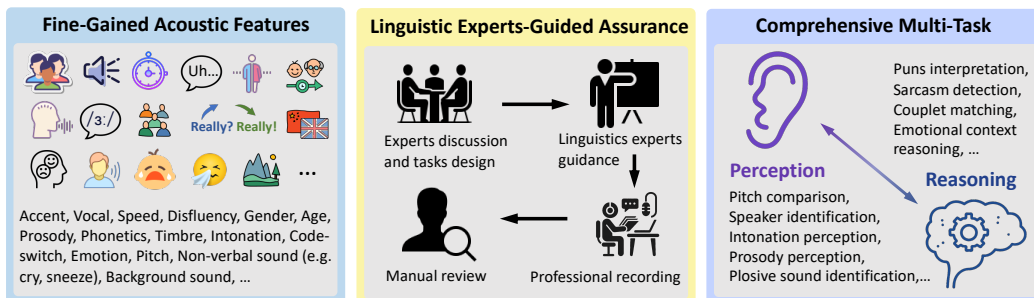 Fine-Gained Acoustic Features
Uh...
/ɜː/
Really? Really!
...
Accent, Vocal, Speed, Disfluency, Gender, Age,
Prosody, Phonetics, Timbre, Intonation, Code-
switch, Emotion, Pitch, Non-verbal sound (e.g.
cry, sneeze), Background sound, ...
Linguistic Experts-Guided Assurance
Experts discussion
and tasks design
Linguistics experts
guidance
Manual review
Professional recording
Comprehensive Multi-Task
Puns interpretation,
Sarcasm detection,
Couplet matching,
Emotional context
reasoning, ...
Perception
Reasoning
Pitch comparison,
Speaker identification,
Intonation perception,
Prosody perception,
Plosive sound identification,...